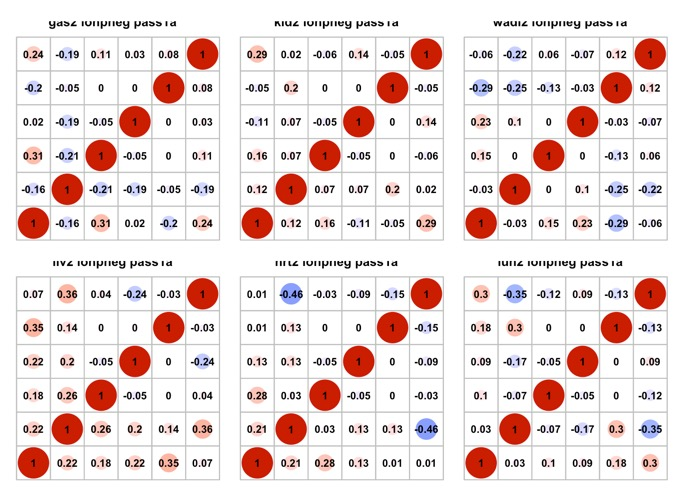 gas2 ionpneg pass1a kid2 ionpneg pass1a wadi2 ionpneg pass1a
0.24 -0.19 0.11 0.03 0.08 1 0.29 0.02 -0.06 0.14 -0.05 1 -0.06 -0.22 0.06 -0.07 0.12 1
-0.2 -0.05 0 0 1 0.08 -0.05 0.2 0 0 1 -0.05 -0.29 -0.25 -0.13 -0.03 1 0.12
0.02 -0.19 -0.05 1 0 0.03 -0.11 0.07 -0.05 1 0 0.14 0.23 0.1 0 1 -0.03 -0.07
0.31 -0.21 1 -0.05 0 0.11 0.16 0.07 1 -0.05 0 -0.06 0.15 0 1 0 -0.13 0.06
-0.16 1 -0.21 -0.19 -0.05 -0.19 0.12 1 0.07 0.07 0.2 0.02 -0.03 1 0 0.1 -0.25 -0.22
1 -0.16 0.31 0.02 -0.2 0.24 1 0.12 0.16 -0.11 -0.05 0.29 1 -0.03 0.15 0.23 -0.29 -0.06
liv2 ionpneg pass1a hrt2 ionpneg pass1a lun2 ionpneg pass1a
0.07 0.36 0.04 -0.24 -0.03 1 0.01 -0.46 -0.03 -0.09 -0.15 1 0.3 -0.35 -0.12 0.09 -0.13 1
0.35 0.14 0 0 1 -0.03 0.01 0.13 0 0 1 -0.15 0.18 0.3 0 0 1 -0.13
0.22 0.2 -0.05 1 0 -0.24 0.13 0.13 -0.05 1 0 -0.09 0.09 -0.17 -0.05 1 0 0.09
0.18 0.26 1 -0.05 0 0.04 0.28 0.03 1 -0.05 0 -0.03 0.1 -0.07 1 -0.05 0 -0.12
0.22 1 0.26 0.2 0.14 0.36 0.21 1 0.03 0.13 0.13 -0.46 0.03 1 -0.07 -0.17 0.3 -0.35
1 0.22 0.18 0.22 0.35 0.07 1 0.21 0.28 0.13 0.01 0.01 1 0.03 0.1 0.09 0.18 0.3